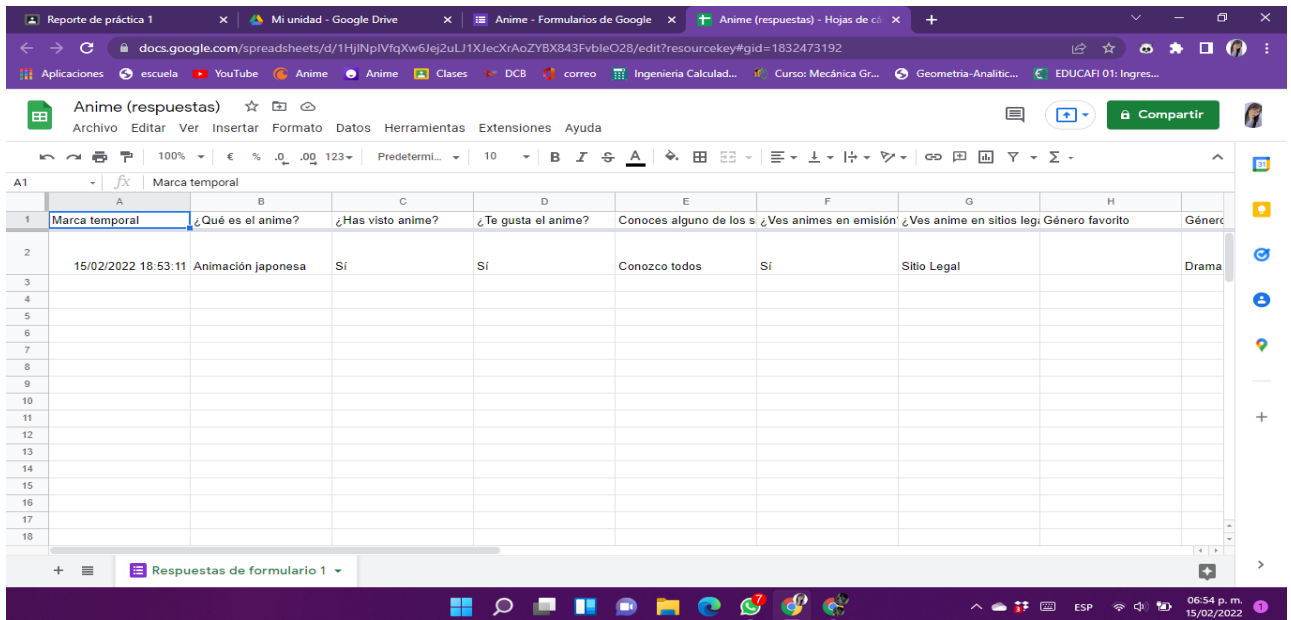 Reporte de práctica 1 Mi unidad - Google Drive Anime - Formularios de Google Anime (respuestas) - Hojas de cá
docs.google.com/spreadsheets/d/1HjlNplVfqXw6Jej2uLJ1XJecXrAoZYBX843FvbleO28/edit?resourcekey#gid=1832473192
Aplicaciones escuela YouTube Anime Anime Clases DCB correo Ingenieria Calculad... Curso: Mecánica Gr... Geometria-Analitic... EDUCAFI 01: Ingres...
Anime (respuestas)
Archivo Editar Ver Insertar Formato Datos Herramientas Extensiones Ayuda
Compartir
100% € % .0 .00 123 Predetermi... 10 B I S A Σ
31
A1 fx Marca temporal
A B C D E F G H
1 Marca temporal ¿Qué es el anime? ¿Has visto anime? ¿Te gusta el anime? Conoces alguno de los s ¿Ves animes en emisión ¿Ves anime en sitios lega Género favorito Género
2 15/02/2022 18:53:11 Animación japonesa Sí Sí Conozco todos Sí Sitio Legal Drama
3
4
5
6
7
8
9
10
11
12
13
14
15
16
17
18
Respuestas de formulario 1
7
ESP
06:54 p. m.
15/02/2022
1